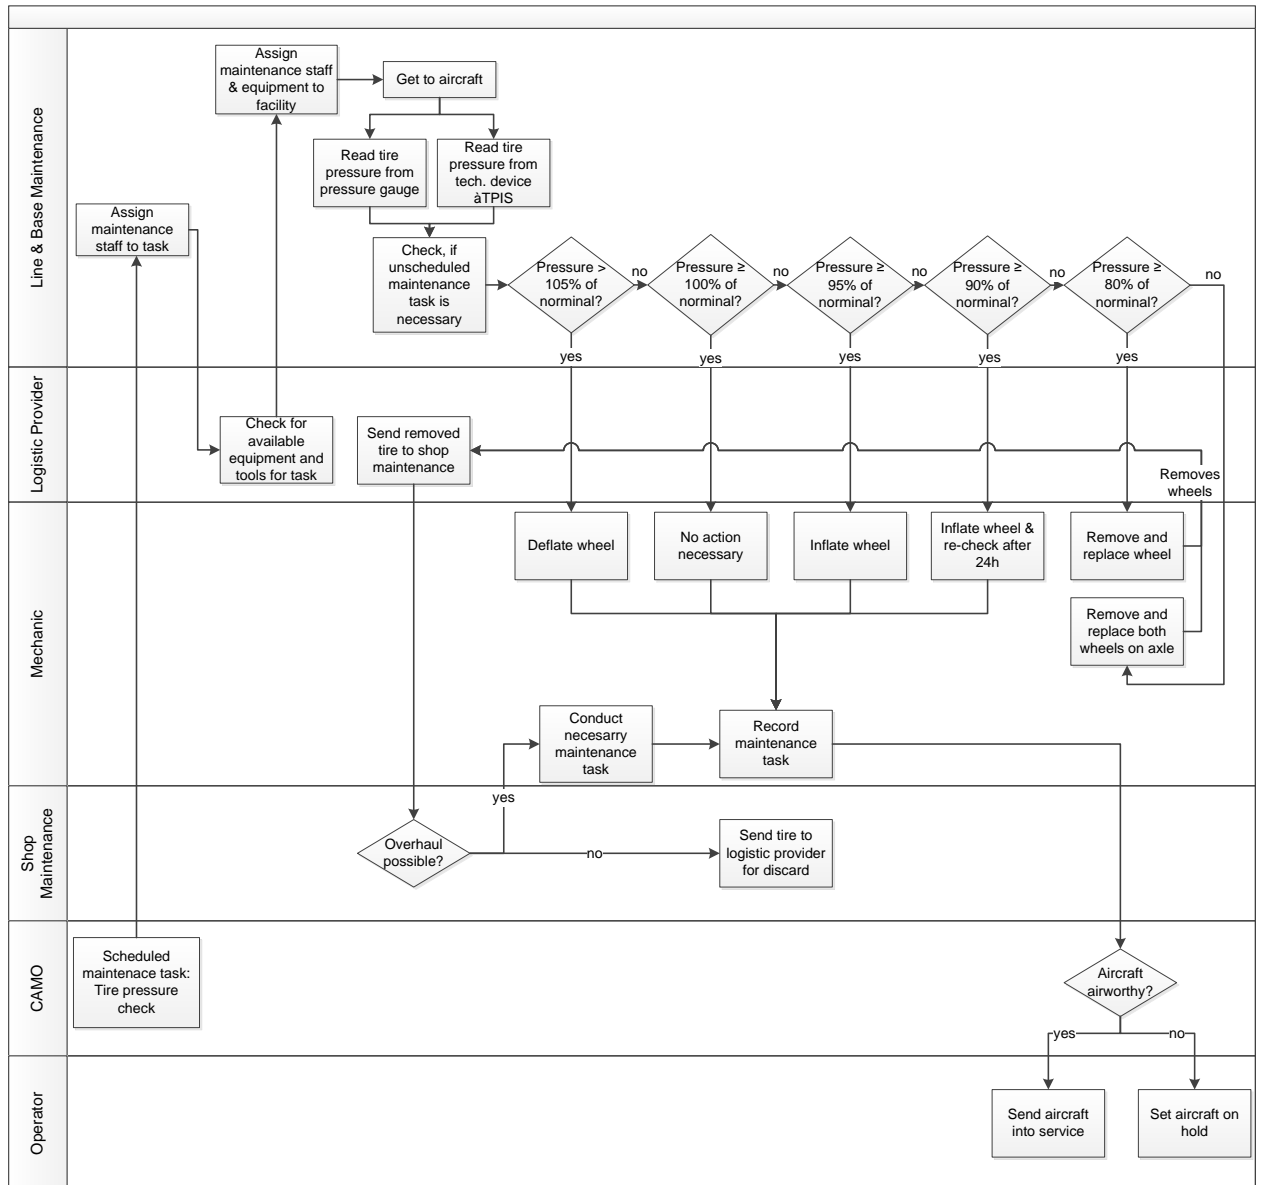 Line & Base Maintenance
Assign
maintenance staff
& equipment to
facility
Get to aircraft
Read tire
pressure from
pressure gauge
Read tire
pressure from
tech. device
àTPIS
Assign
maintenance
staff to task
Check, if
unscheduled
maintenance
task is
necessary
Pressure >
105% of
norminal?
no
Pressure ≥
100% of
norminal?
no
Pressure ≥
95% of
norminal?
no
Pressure ≥
90% of
norminal?
no
Pressure ≥
80% of
norminal?
no
yes
yes
yes
yes
yes
Logistic Provider
Check for
available
equipment and
tools for task
Send removed
tire to shop
maintenance
Removes
wheels
Mechanic
Deflate wheel
No action
necessary
Inflate wheel
Inflate wheel &
re-check after
24h
Remove and
replace wheel
Remove and
replace both
wheels on axle
Conduct
necesarry
maintenance
task
Record
maintenance
task
Shop
Maintenance
yes
Overhaul
possible?
no
Send tire to
logistic provider
for discard
CAMO
Scheduled
maintenace task:
Tire pressure
check
Aircraft
airworthy?
yes
no
Operator
Send aircraft
into service
Set aircraft on
hold